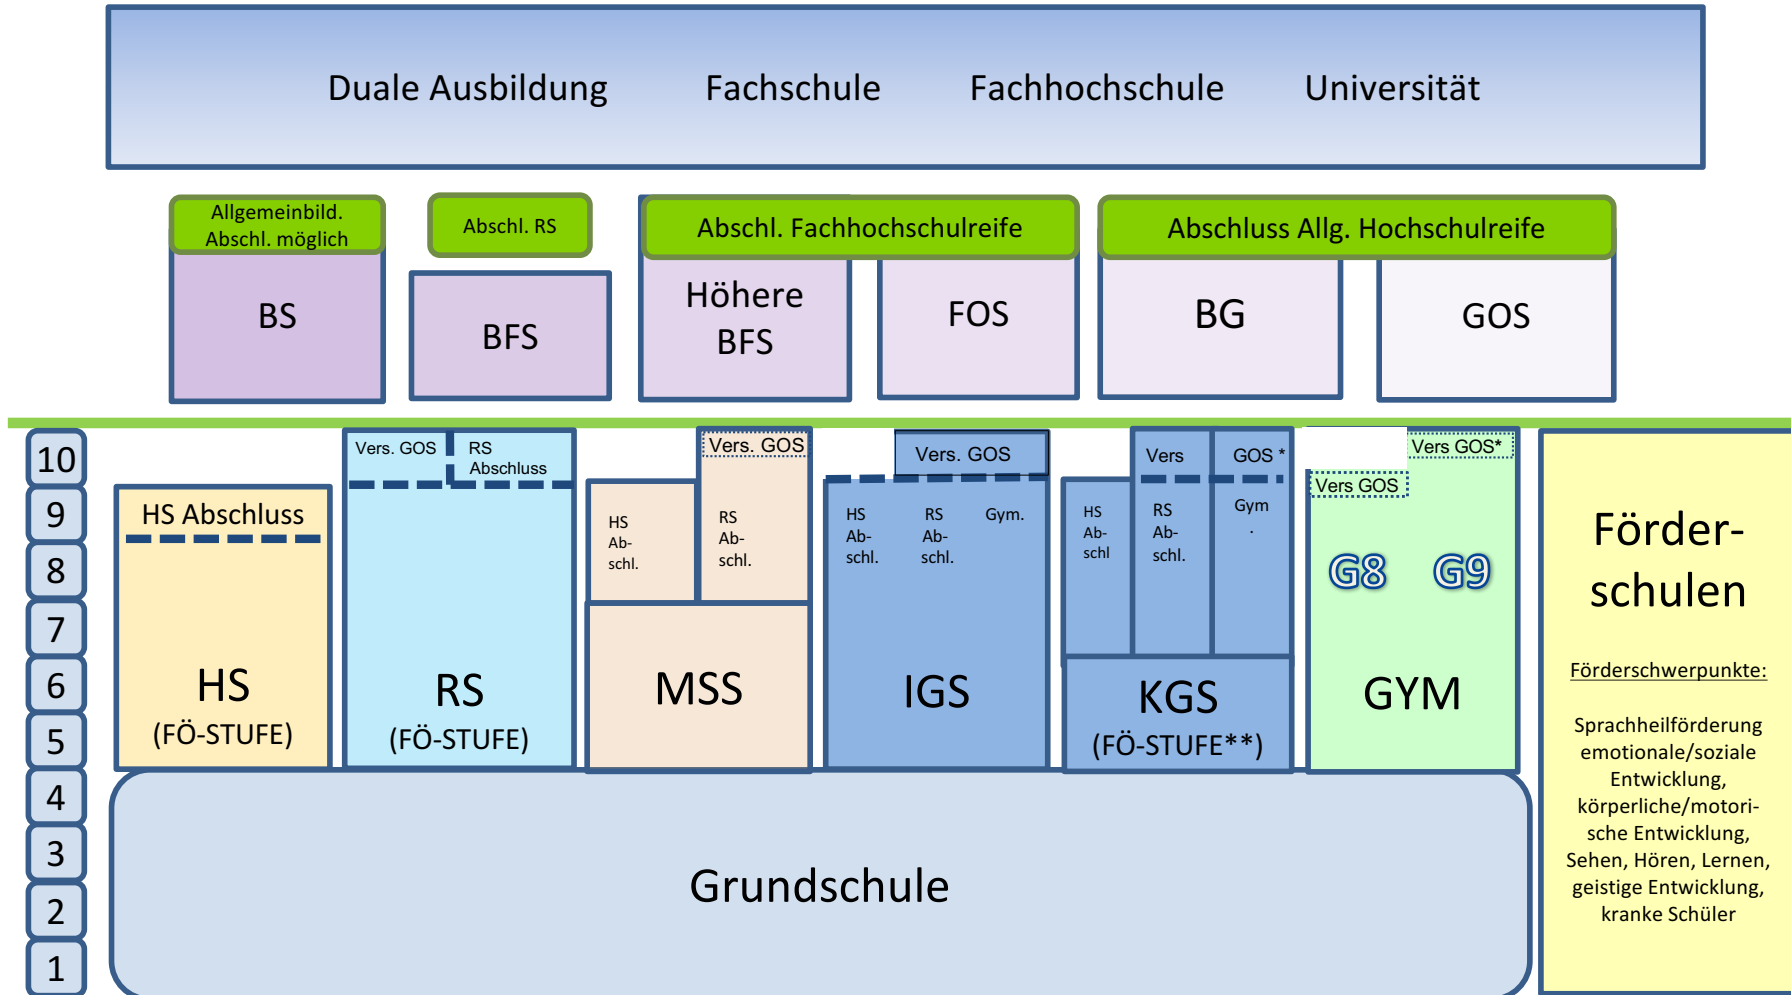 Duale Ausbildung Fachschule Fachhochschule Universität
Allgemeinbild.
Abschl. möglich
Abschl. RS
Abschl. Fachhochschulreife
Abschluss Allg. Hochschulreife
BS
BFS
Höhere
BFS
FOS
BG
GOS
10
9
8
7
6
5
4
3
2
1
HS Abschluss
HS
(FÖ-STUFE)
Vers. GOS
RS
Abschluss
RS
(FÖ-STUFE)
Vers. GOS
HS
Ab-
schl.
RS
Ab-
schl.
MSS
Vers. GOS
HS
Ab-
schl.
RS
Ab-
schl.
Gym.
IGS
Vers
GOS *
HS
Ab-
schl
RS
Ab-
schl.
Gym
.
KGS
(FÖ-STUFE**)
Vers GOS*
Vers GOS
G8
G9
GYM
Förder-
schulen
Förderschwerpunkte:
Sprachheilförderung
emotionale/soziale
Entwicklung,
körperliche/motori-
sche Entwicklung,
Sehen, Hören, Lernen,
geistige Entwicklung,
kranke Schüler
Grundschule